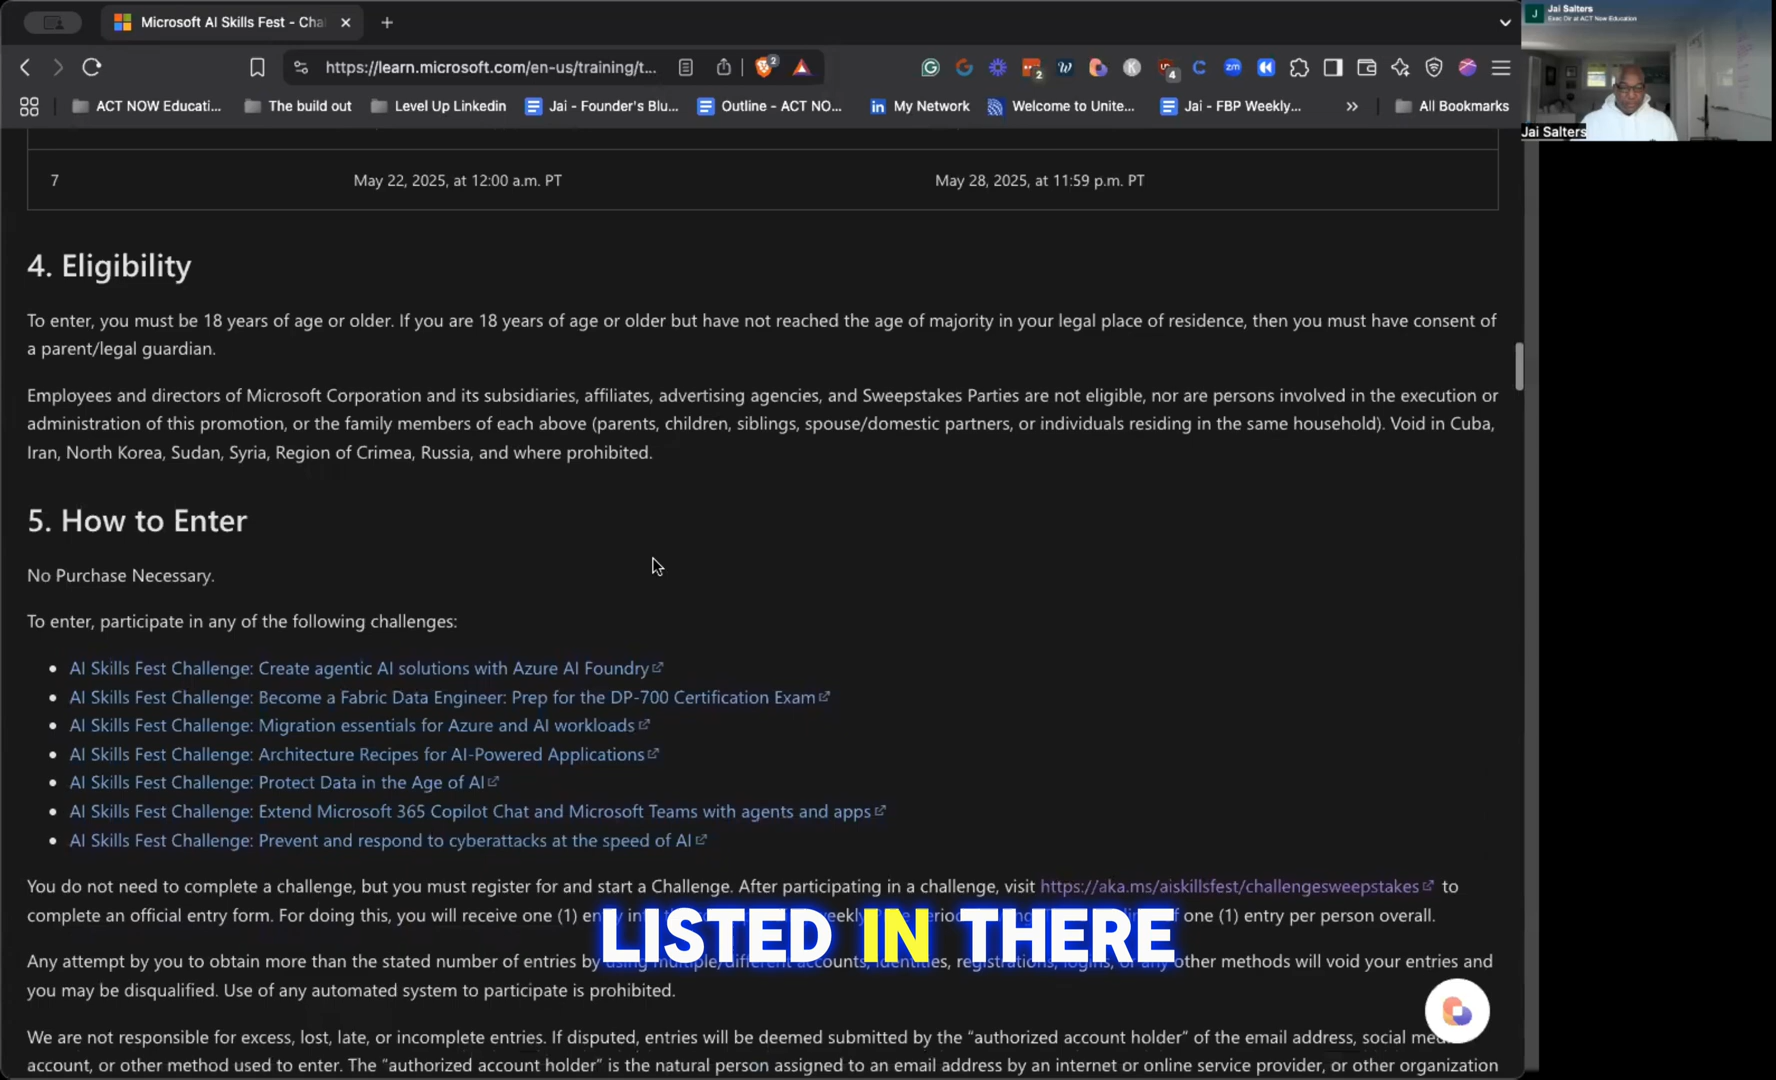 Microsoft AI Skills Fest - Cha
https://learn.microsoft.com/en-us/training/t...
ACT NOW Educati...
The build out
Level Up Linkedin
Jai - Founder's Blu...
Outline - ACT NO...
My Network
Welcome to Unite...
Jai - FBP Weekly...
All Bookmarks
J
Jai Salters
Exec Dir at ACT Now Education
Jai Salters
7
May 22, 2025, at 12:00 a.m. PT
May 28, 2025, at 11:59 p.m. PT
4. Eligibility
To enter, you must be 18 years of age or older. If you are 18 years of age or older but have not reached the age of majority in your legal place of residence, then you must have consent of
a parent/legal guardian.
Employees and directors of Microsoft Corporation and its subsidiaries, affiliates, advertising agencies, and Sweepstakes Parties are not eligible, nor are persons involved in the execution or
administration of this promotion, or the family members of each above (parents, children, siblings, spouse/domestic partners, or individuals residing in the same household). Void in Cuba,
Iran, North Korea, Sudan, Syria, Region of Crimea, Russia, and where prohibited.
5. How to Enter
No Purchase Necessary.
To enter, participate in any of the following challenges:
AI Skills Fest Challenge: Create agentic AI solutions with Azure AI Foundry
AI Skills Fest Challenge: Become a Fabric Data Engineer: Prep for the DP-700 Certification Exam
AI Skills Fest Challenge: Migration essentials for Azure and AI workloads
AI Skills Fest Challenge: Architecture Recipes for AI-Powered Applications
AI Skills Fest Challenge: Protect Data in the Age of AI
AI Skills Fest Challenge: Extend Microsoft 365 Copilot Chat and Microsoft Teams with agents and apps
AI Skills Fest Challenge: Prevent and respond to cyberattacks at the speed of AI
You do not need to complete a challenge, but you must register for and start a Challenge. After participating in a challenge, visit https://aka.ms/aiskillsfest/challengesweepstakes to
complete an official entry form. For doing this, you will receive one (1) of one (1) entry per person overall.
LISTED IN THERE
Any attempt by you to obtain more than the stated number of entries by using multiple/different accounts, identities, registrations, logins, or any other methods will void your entries and
you may be disqualified. Use of any automated system to participate is prohibited.
We are not responsible for excess, lost, late, or incomplete entries. If disputed, entries will be deemed submitted by the “authorized account holder” of the email address, social
account, or other method used to enter. The “authorized account holder” is the natural person assigned to an email address by an internet or online service provider, or other organization